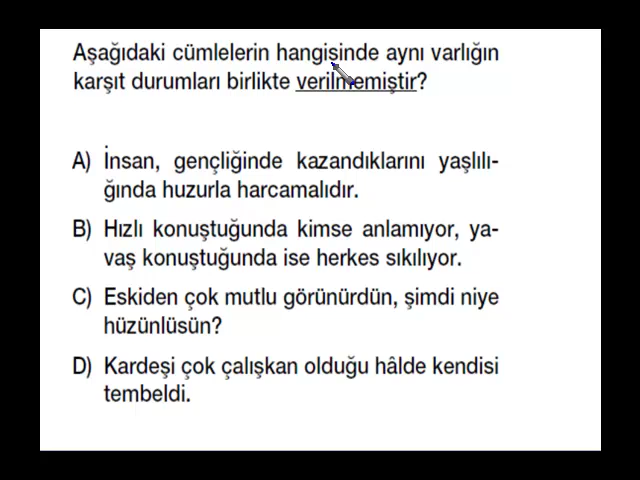 Aşağıdaki cümlelerin hangisinde aynı varlığın
karşıt durumları birlikte verilmemiştir?
A) İnsan, gençliğinde kazandıklarını yaşlılı-
ğında huzurla harcamalıdır.
B) Hızlı konuştuğunda kimse anlamıyor, ya-
vaş konuştuğunda ise herkes sıkılıyor.
C) Eskiden çok mutlu görünürdün, şimdi niye
hüzünlüsün?
D) Kardeşi çok çalışkan olduğu hâlde kendisi
tembeldi.